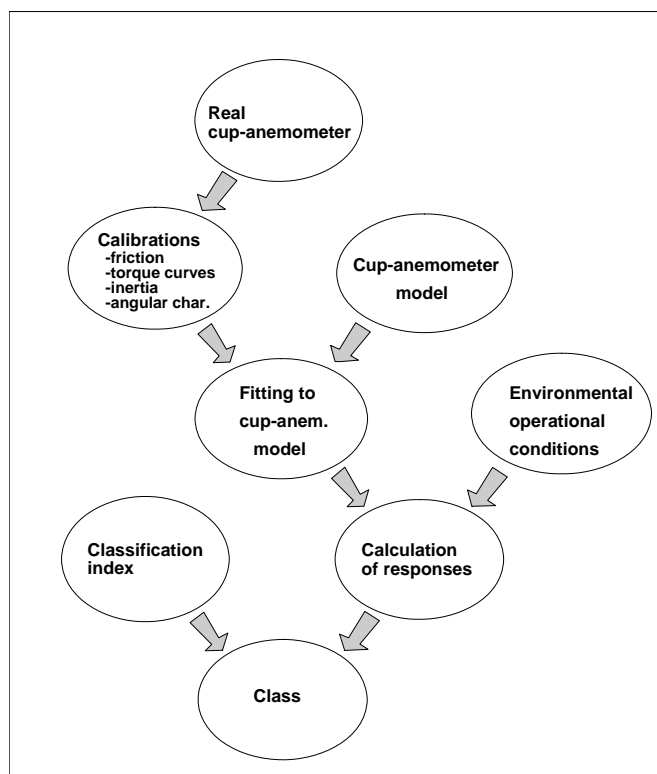 Real
cup-anemometer
Calibrations
-friction
-torque curves
-inertia
-angular char.
Cup-anemometer
model
Fitting to
cup-anem.
model
Environmental
operational
conditions
Classification
index
Calculation
of responses
Class